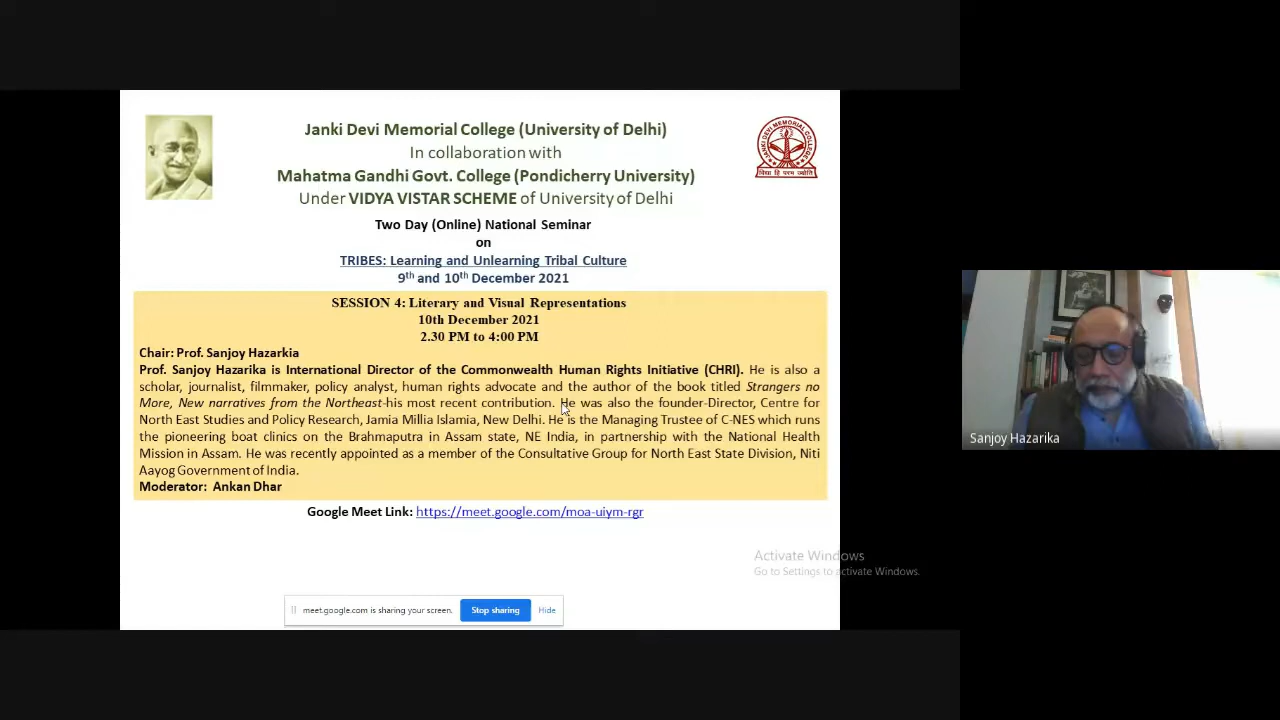 Janki Devi Memorial College (University of Delhi)
In collaboration with
Mahatma Gandhi Govt. College (Pondicherry University)
Under VIDYA VISTAR SCHEME of University of Delhi
JANKI DEVI MEMORIAL COLLEGE
विद्या हि परम ज्योति
Two Day (Online) National Seminar
on
TRIBES: Learning and Unlearning Tribal Culture
9th and 10th December 2021
SESSION 4: Literary and Visual Representations
10th December 2021
2.30 PM to 4:00 PM
Chair: Prof. Sanjoy Hazarkia
Prof. Sanjoy Hazarika is International Director of the Commonwealth Human Rights Initiative (CHRI). He is also a
scholar, journalist, filmmaker, policy analyst, human rights advocate and the author of the book titled Strangers no
More, New narratives from the Northeast-his most recent contribution. He was also the founder-Director, Centre for
North East Studies and Policy Research, Jamia Millia Islamia, New Delhi. He is the Managing Trustee of C-NES which runs
the pioneering boat clinics on the Brahmaputra in Assam state, NE India, in partnership with the National Health
Mission in Assam. He was recently appointed as a member of the Consultative Group for North East State Division, Niti
Aayog Government of India.
Moderator: Ankan Dhar
Google Meet Link: https://meet.google.com/moa-uiym-rgr
Activate Windows
Go to Settings to activate Windows.
meet.google.com is sharing your screen. Stop sharing Hide
Sanjoy Hazarika